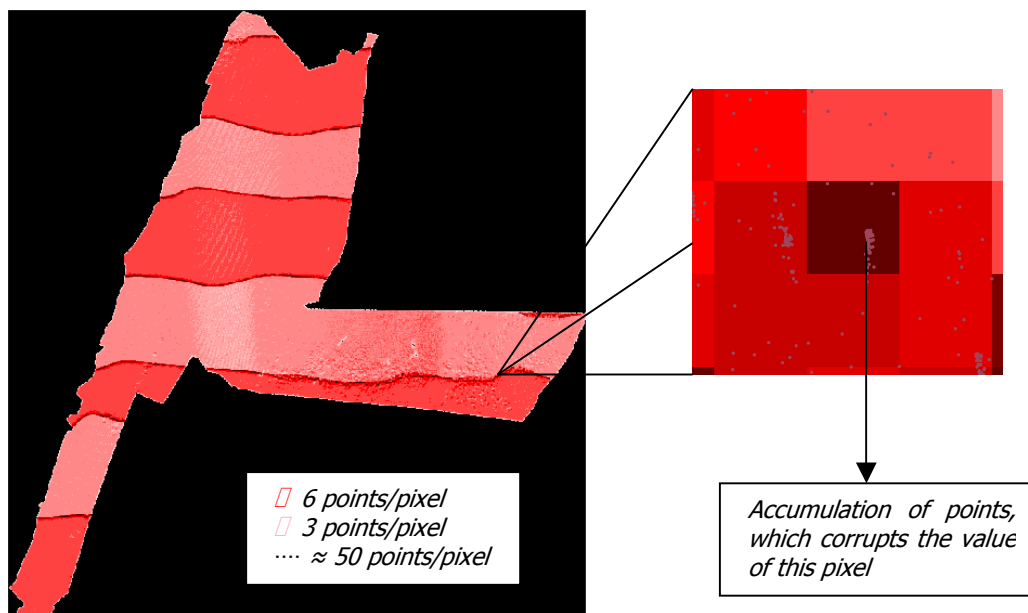 6 points/pixel
3 points/pixel
..... ≈ 50 points/pixel
Accumulation of points,
which corrupts the value
of this pixel